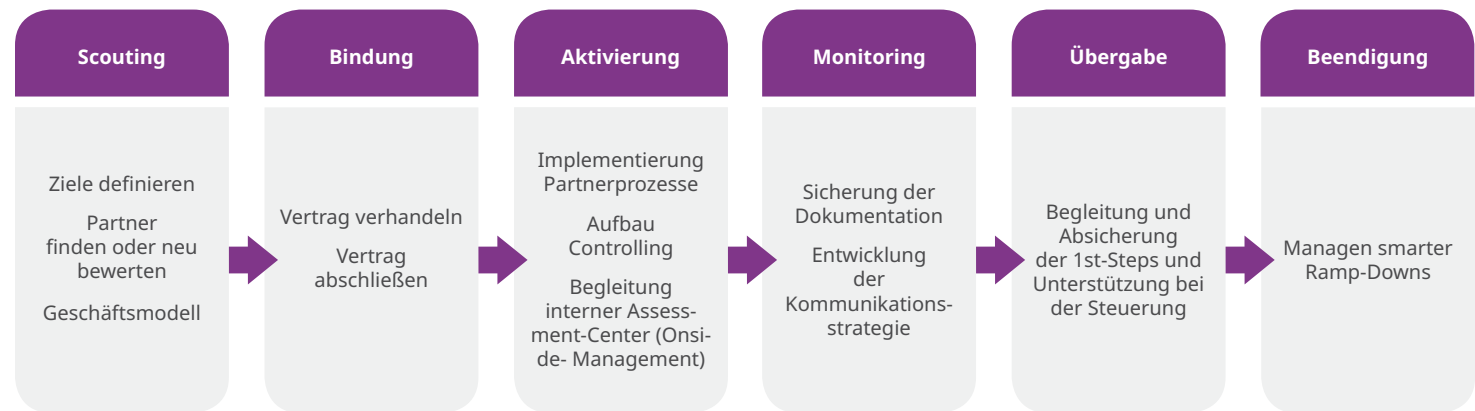 Scouting
Ziele definieren
Partner
finden oder neu
bewerten
Geschäftsmodell
Bindung
Vertrag verhandeln
Vertrag
abschließen
Aktivierung
Implementierung
Partnerprozesse
Aufbau
Controlling
Begleitung
interner Assess-
ment-Center (Onsi-
de- Management)
Monitoring
Sicherung der
Dokumentation
Entwicklung
der
Kommunikations-
strategie
Übergabe
Begleitung und
Absicherung
der 1st-Steps und
Unterstützung bei
der Steuerung
Beendigung
Managen smarter
Ramp-Downs